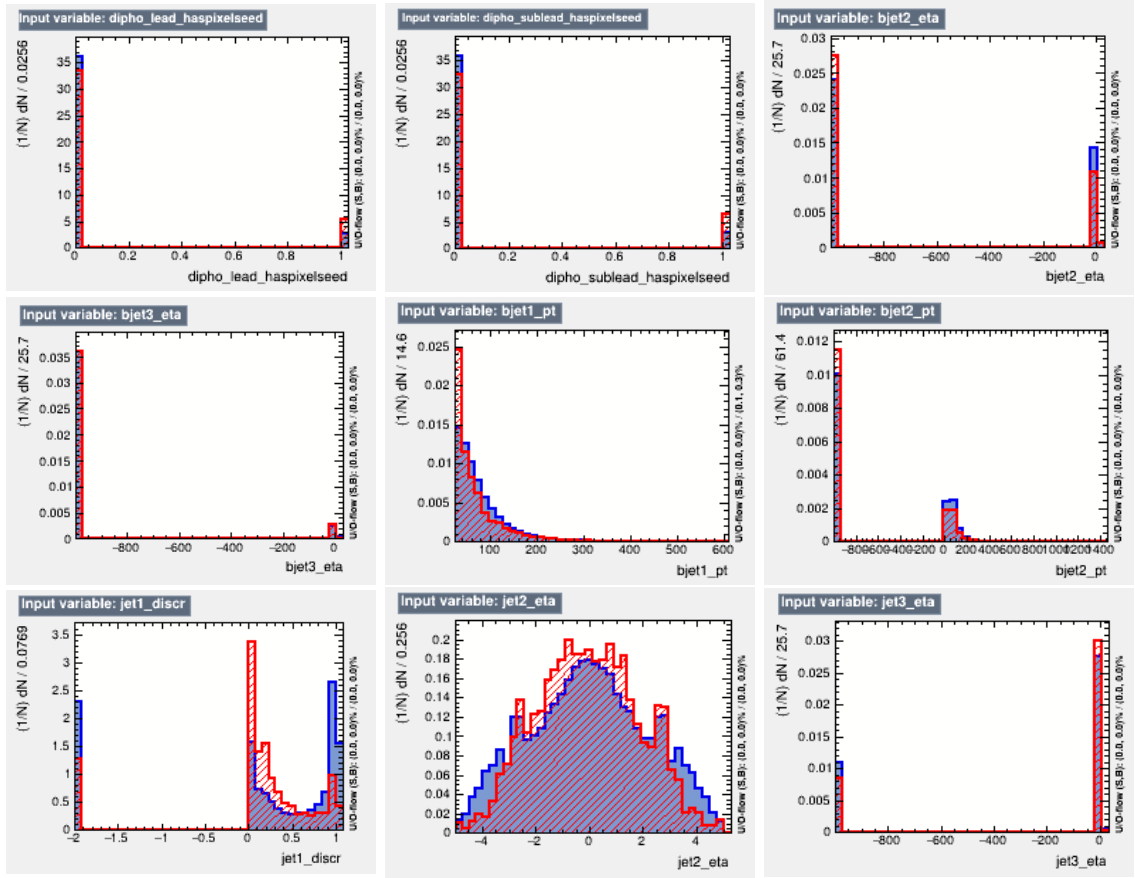 Input variable: dipho_lead_haspixelseed
(1/N) dN / 0.0256
35
30
25
20
15
10
5
0
0 0.2 0.4 0.6 0.8 1
dipho_lead_haspixelseed
U/O-flow (S,B): (0.0, 0.0)% / (0.0, 0.0)%
Input variable: dipho_sublead_haspixelseed
(1/N) dN / 0.0256
35
30
25
20
15
10
5
0
0 0.2 0.4 0.6 0.8 1
dipho_sublead_haspixelseed
U/O-flow (S,B): (0.0, 0.0)% / (0.0, 0.0)%
Input variable: bjet2_eta
(1/N) dN / 25.7
0.03
0.025
0.02
0.015
0.01
0.005
0
−800 −600 −400 −200 0
bjet2_eta
U/O-flow (S,B): (0.0, 0.0)% / (0.0, 0.0)%
Input variable: bjet3_eta
(1/N) dN / 25.7
0.035
0.03
0.025
0.02
0.015
0.01
0.005
0
−800 −600 −400 −200 0
bjet3_eta
U/O-flow (S,B): (0.0, 0.0)% / (0.0, 0.0)%
Input variable: bjet1_pt
(1/N) dN / 14.6
0.025
0.02
0.015
0.01
0.005
0
100 200 300 400 500 600
bjet1_pt
U/O-flow (S,B): (0.0, 0.0)% / (0.1, 0.3)%
Input variable: bjet2_pt
(1/N) dN / 61.4
0.012
0.01
0.008
0.006
0.004
0.002
0
−800−600−400−200 0 200 400 600 800 1000 1200 1400
bjet2_pt
U/O-flow (S,B): (0.0, 0.0)% / (0.0, 0.0)%
Input variable: jet1_discr
(1/N) dN / 0.0769
3.5
3
2.5
2
1.5
1
0.5
0
−2 −1.5 −1 −0.5 0 0.5 1
jet1_discr
U/O-flow (S,B): (0.0, 0.0)% / (0.0, 0.0)%
Input variable: jet2_eta
(1/N) dN / 0.256
0.2
0.18
0.16
0.14
0.12
0.1
0.08
0.06
0.04
0.02
0
−4 −2 0 2 4
jet2_eta
U/O-flow (S,B): (0.0, 0.0)% / (0.0, 0.0)%
Input variable: jet3_eta
(1/N) dN / 25.7
0.03
0.025
0.02
0.015
0.01
0.005
0
−800 −600 −400 −200 0
jet3_eta
U/O-flow (S,B): (0.0, 0.0)% / (0.0, 0.0)%